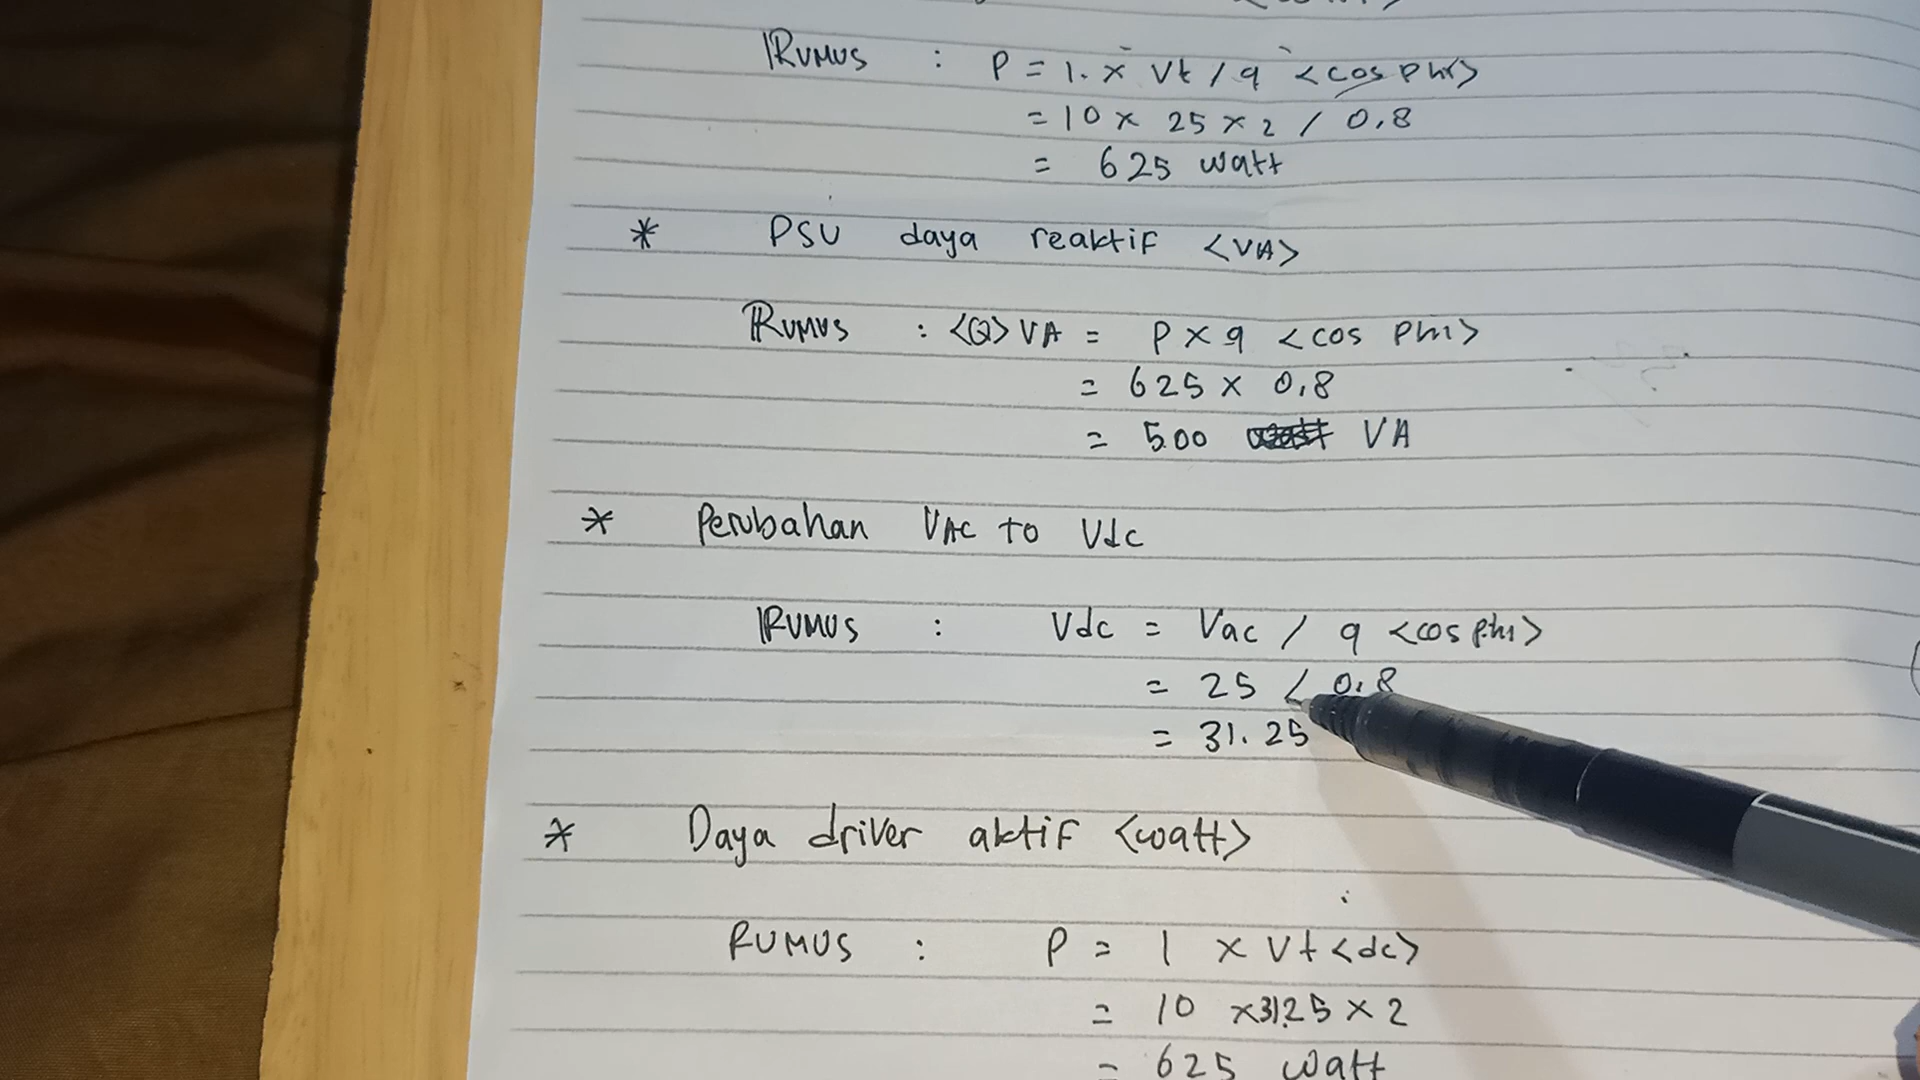 RUMUS : P = 1. x Vt / q <cos phi>
= 10 x 25 x 2 / 0,8
= 625 watt
* PSU daya reaktif <VA>
RUMUS : <Q> VA = P x q <cos phi>
= 625 x 0,8
= 500 VA
* Perubahan VAC to Vdc
RUMUS : Vdc = Vac / q <cos phi>
= 25 / 0.8
= 31.25
* Daya driver aktif <watt>
RUMUS : P = 1 x Vt <dc>
= 10 x 31.25 x 2
= 625 watt